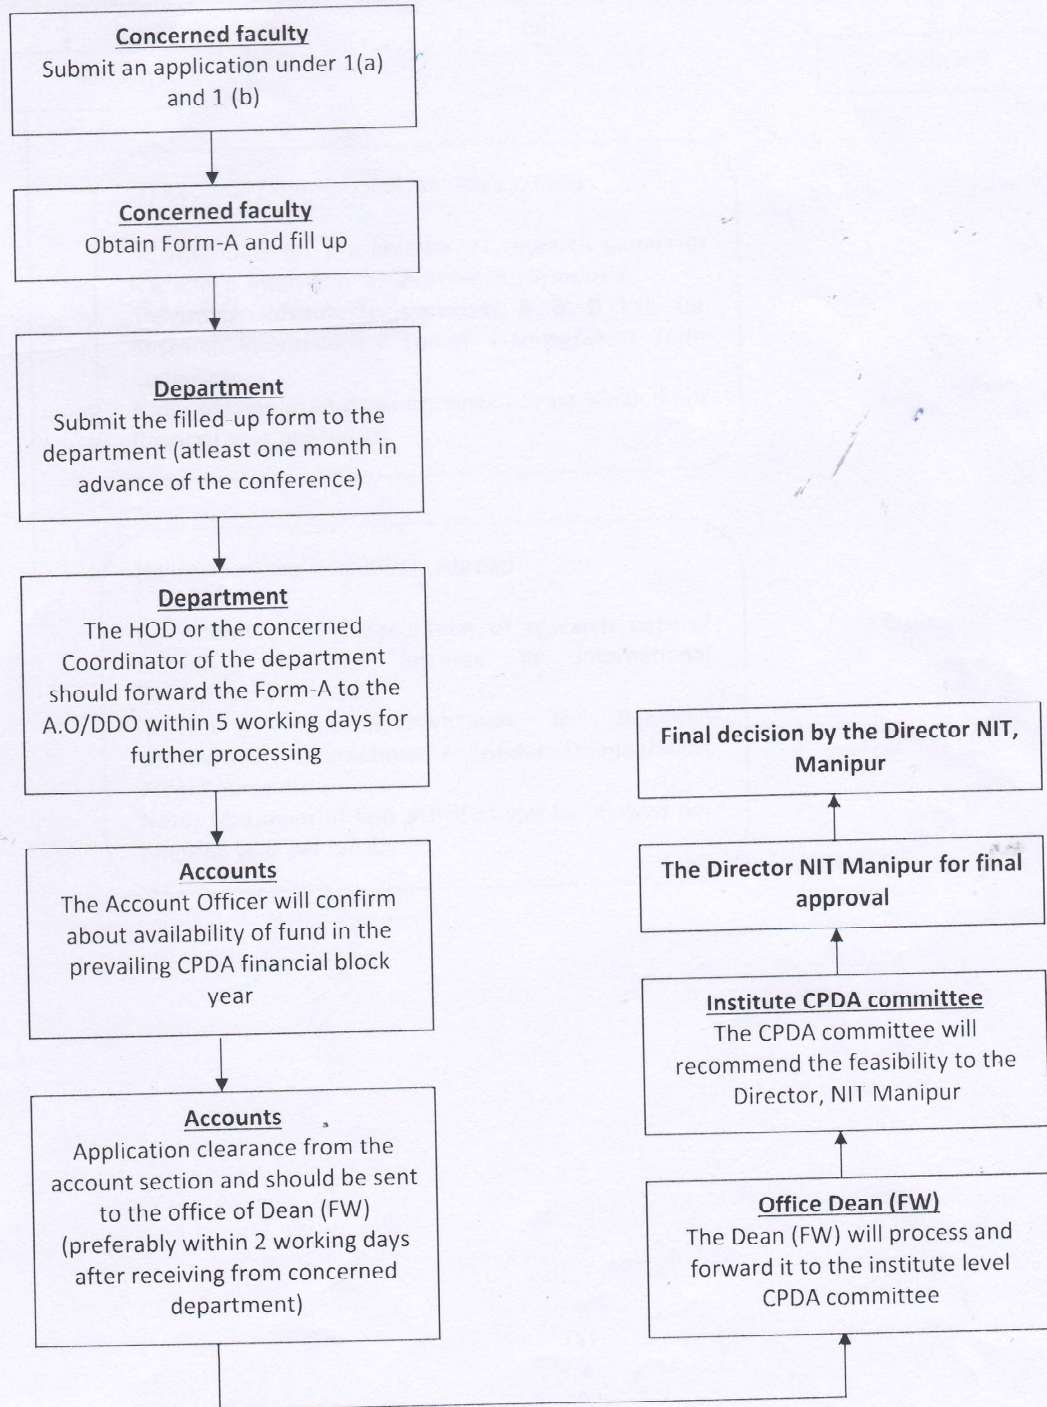 Concerned faculty
Submit an application under 1(a)
and 1 (b)
Concerned faculty
Obtain Form-A and fill up
Department
Submit the filled-up form to the
department (atleast one month in
advance of the conference)
Department
The HOD or the concerned
Coordinator of the department
should forward the Form-A to the
A.O/DDO within 5 working days for
further processing
Accounts
The Account Officer will confirm
about availability of fund in the
prevailing CPDA financial block
year
Accounts
Application clearance from the
account section and should be sent
to the office of Dean (FW)
(preferably within 2 working days
after receiving from concerned
department)
Office Dean (FW)
The Dean (FW) will process and
forward it to the institute level
CPDA committee
Institute CPDA committee
The CPDA committee will
recommend the feasibility to the
Director, NIT Manipur
The Director NIT Manipur for final
approval
Final decision by the Director NIT,
Manipur